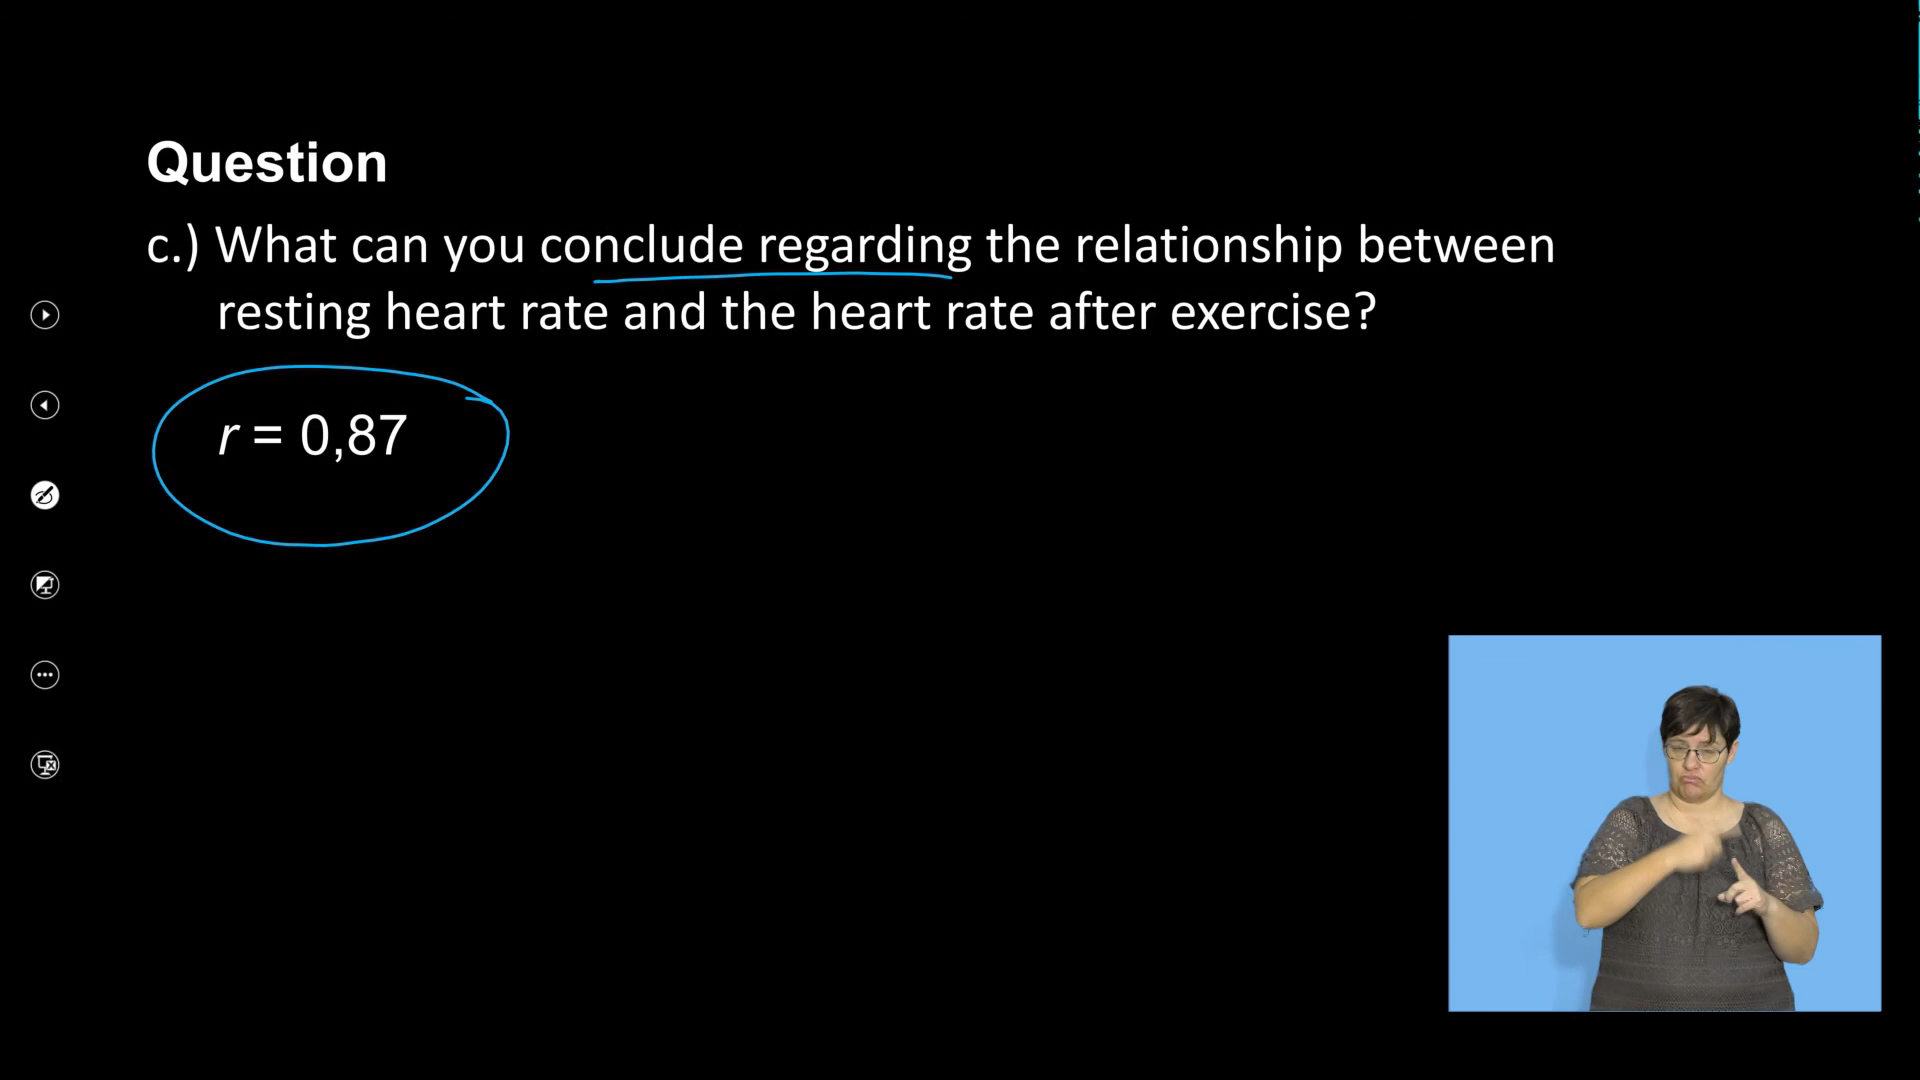 Question
c.) What can you conclude regarding the relationship between
resting heart rate and the heart rate after exercise?
r = 0,87